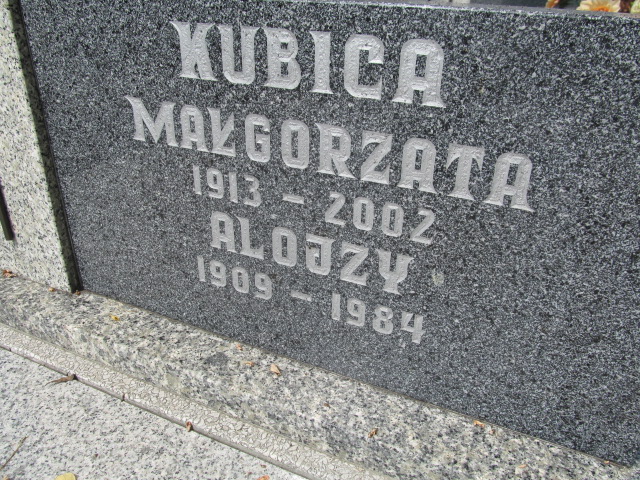 KUBICA
MAŁGORZATA
1913 - 2002
ALOJZY
1909 - 1984